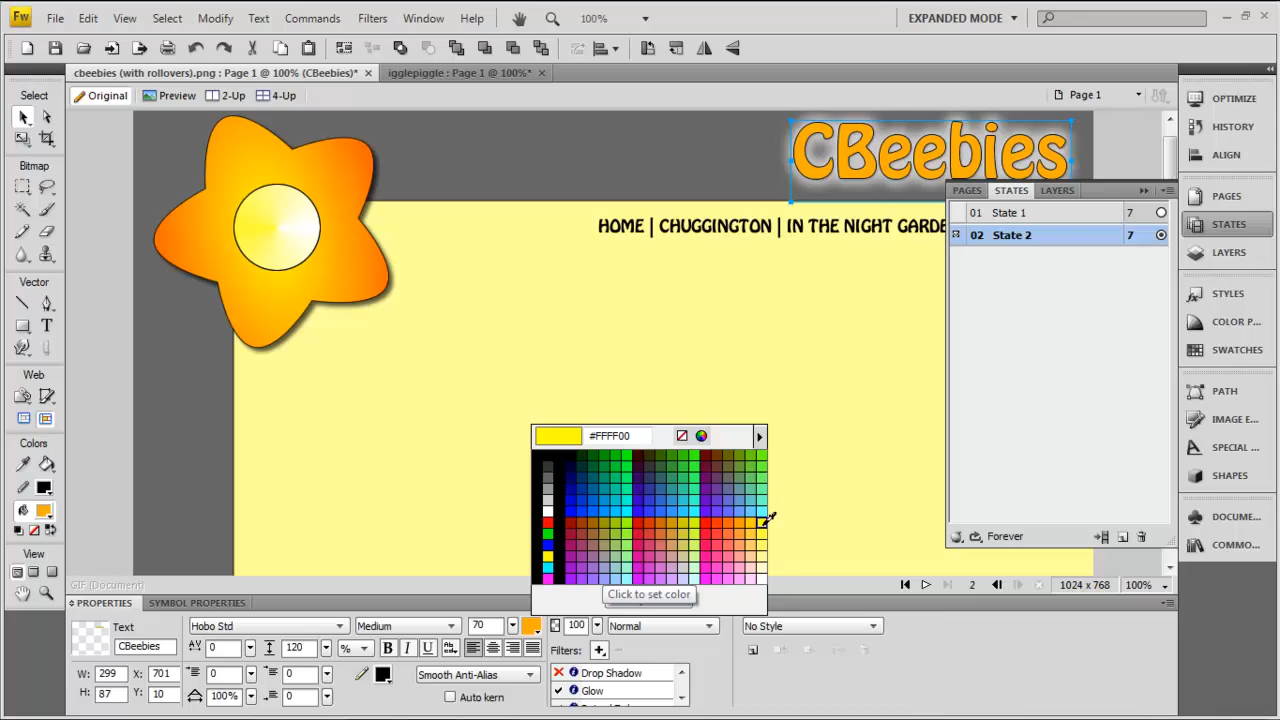 Fw File Edit View Select Modify Text Commands Filters Window Help 100% EXPANDED MODE
cbeebies (with rollovers).png : Page 1 @ 100% (CBeebies)* igglepiggle : Page 1 @ 100%*
Original Preview 2-Up 4-Up Page 1
Select
Bitmap
Vector
Web
Colors
View
CBeebies
HOME | CHUGGINGTON | IN THE NIGHT GARDE
PAGES STATES LAYERS
01 State 1 7
02 State 2 7
Forever
OPTIMIZE
HISTORY
ALIGN
PAGES
STATES
LAYERS
STYLES
COLOR P...
SWATCHES
PATH
IMAGE E...
SPECIAL ...
SHAPES
DOCUME...
COMMO...
#FFFF00
Click to set color
GIF (Document) 2 1024 x 768 100%
PROPERTIES SYMBOL PROPERTIES
Text Hobo Std Medium 70 100 Normal No Style
CBeebies 0 120 % B I U Filters:
W: 299 X: 701 0 0 Smooth Anti-Alias Drop Shadow
H: 87 Y: 10 100% 0 Auto kern Glow